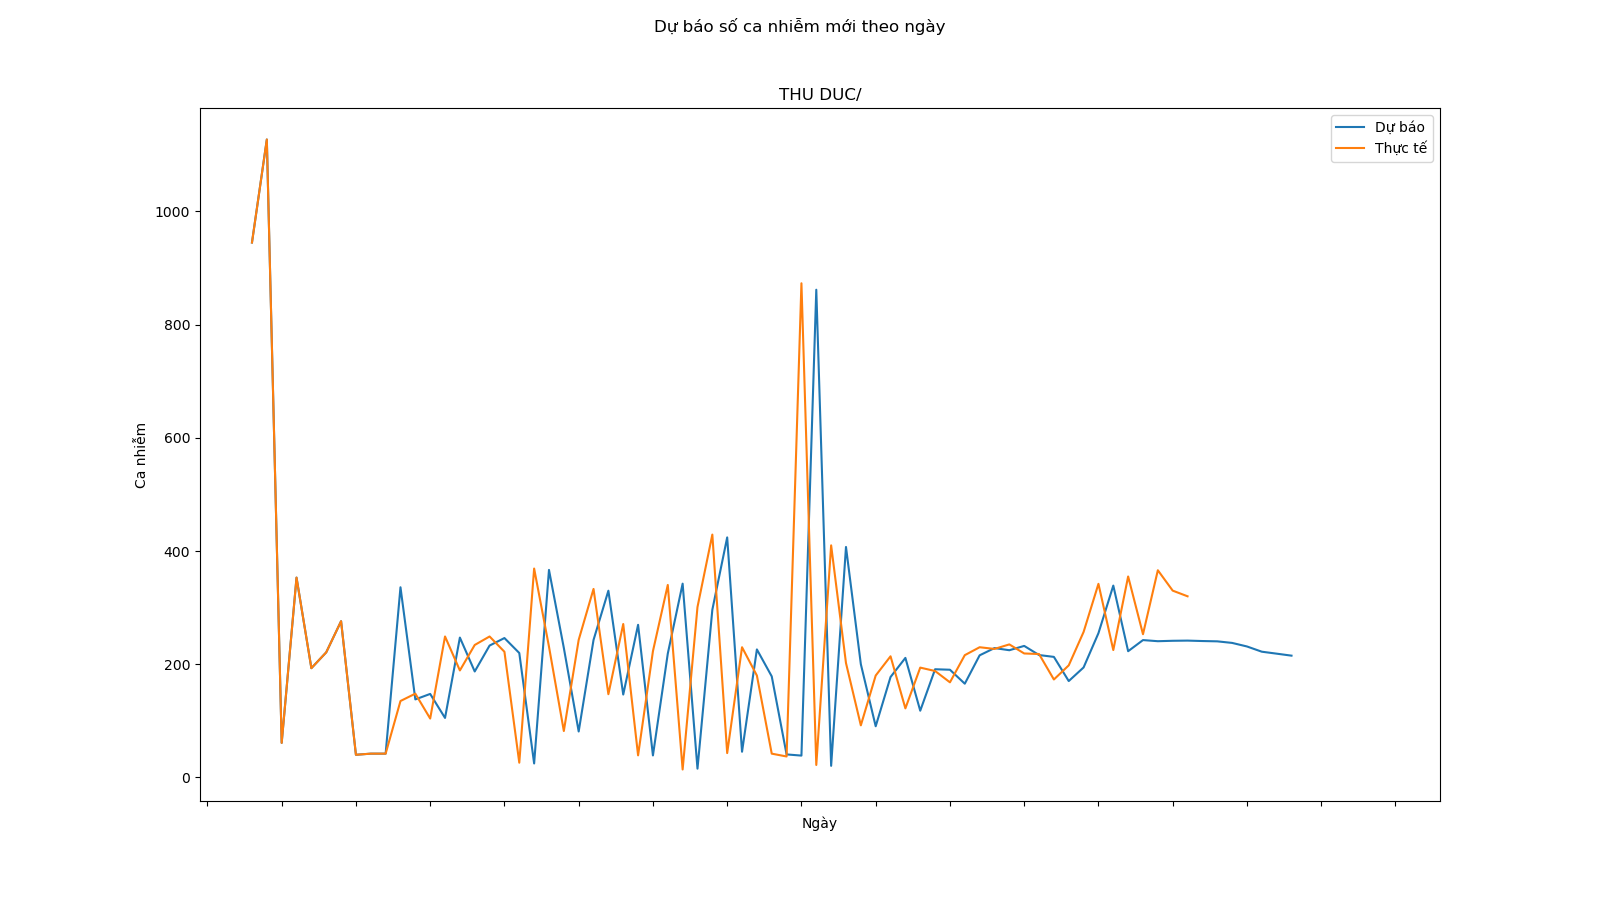 Dự báo số ca nhiễm mới theo ngày
THU DUC/
Dự báo
Thực tế
1000
800
600
400
200
0
Ca nhiễm
Ngày